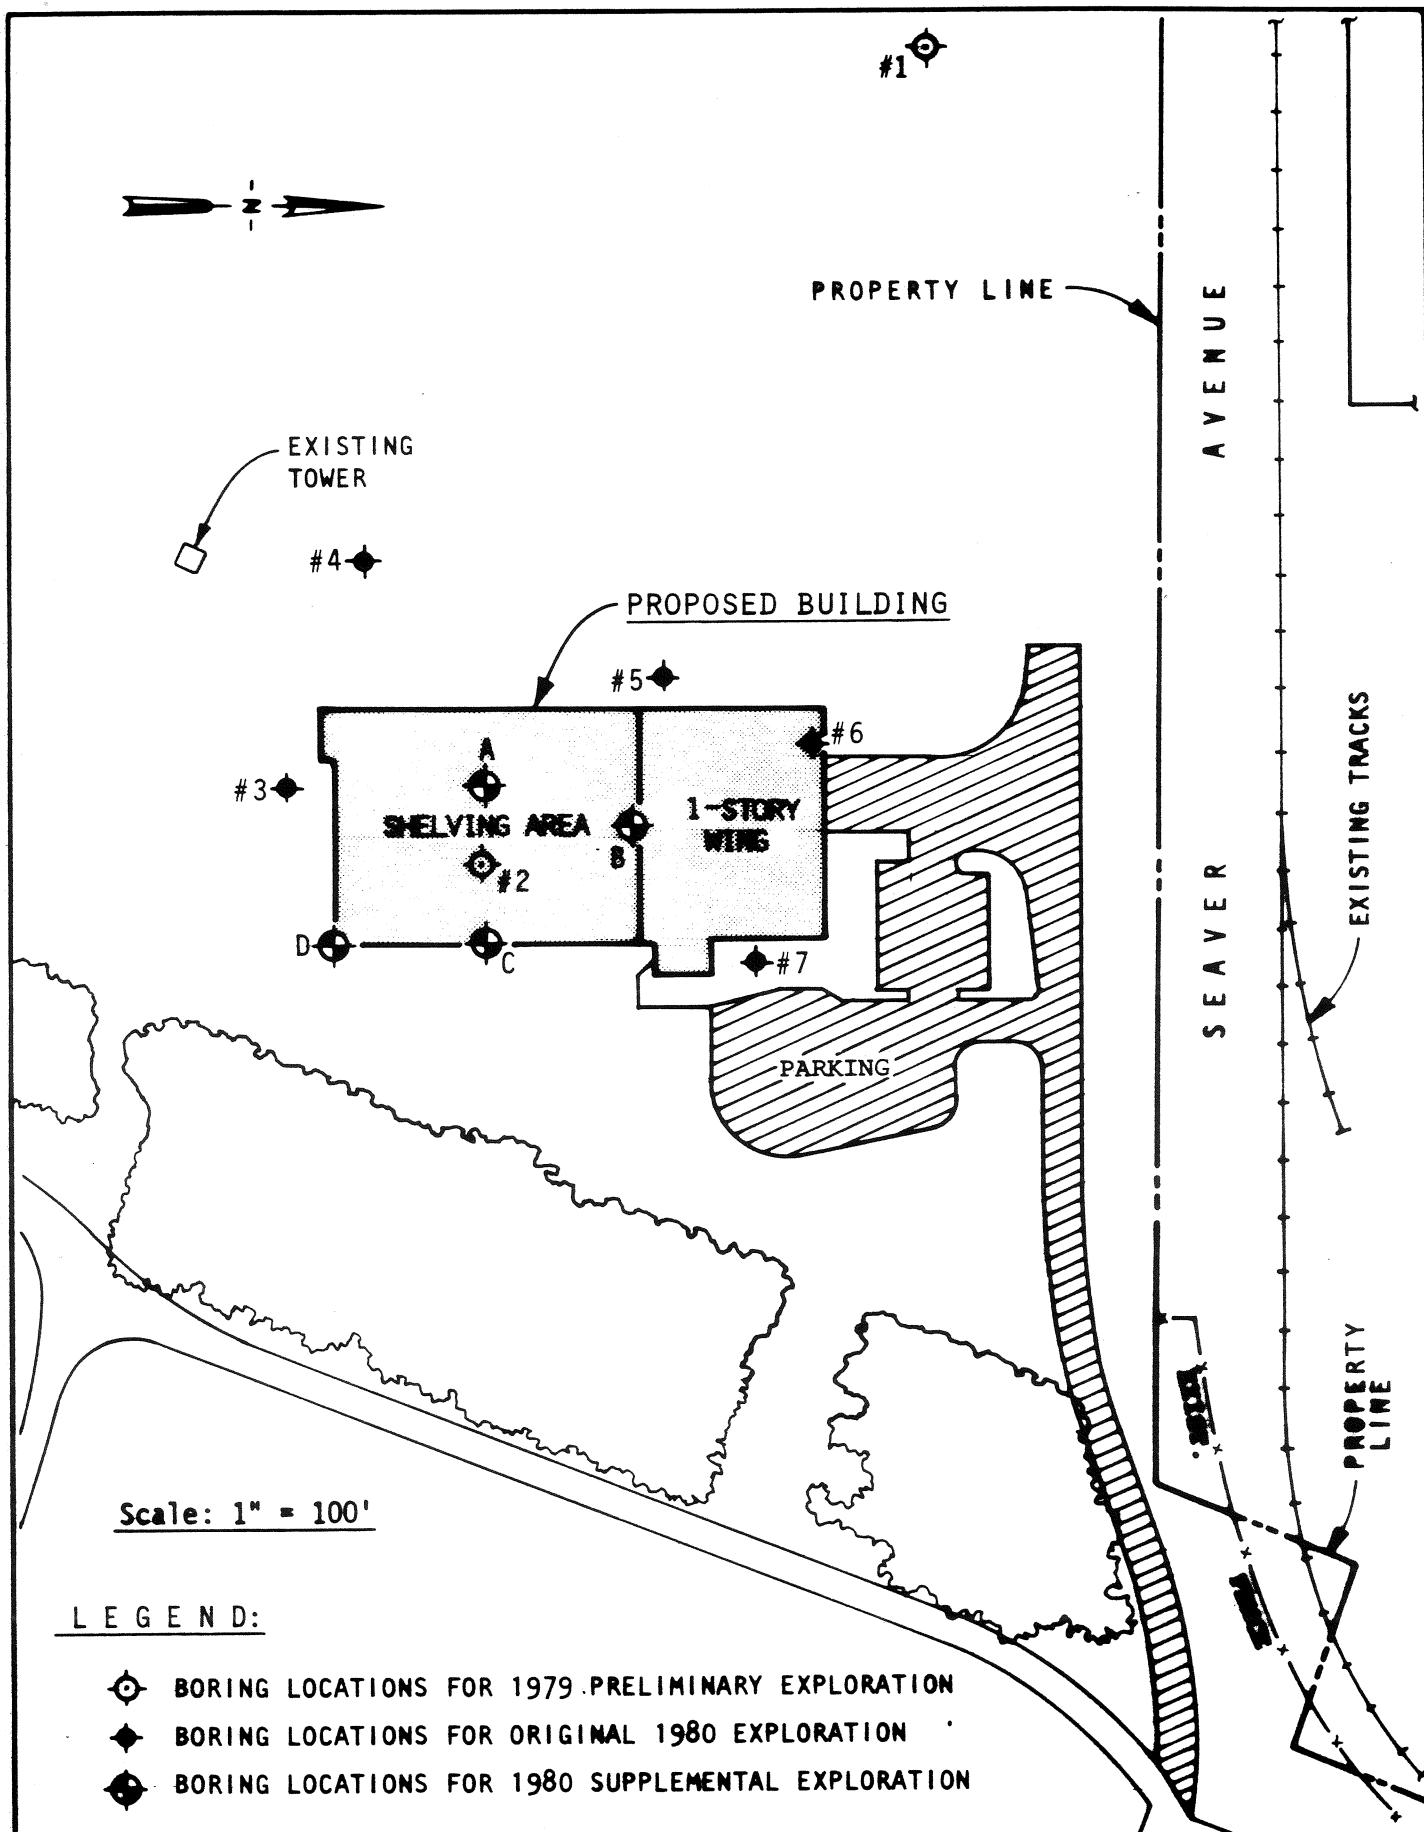 #1
N
PROPERTY LINE
AVENUE
EXISTING
TOWER
#4
PROPOSED BUILDING
#5
#6
A
#3
1-STORY
WING
SHELVING AREA
B
#2
D
C
#7
EXISTING TRACKS
SEAVER
PARKING
PROPERTY
LINE
Scale: 1" = 100'
LEGEND:
BORING LOCATIONS FOR 1979 PRELIMINARY EXPLORATION
BORING LOCATIONS FOR ORIGINAL 1980 EXPLORATION
BORING LOCATIONS FOR 1980 SUPPLEMENTAL EXPLORATION